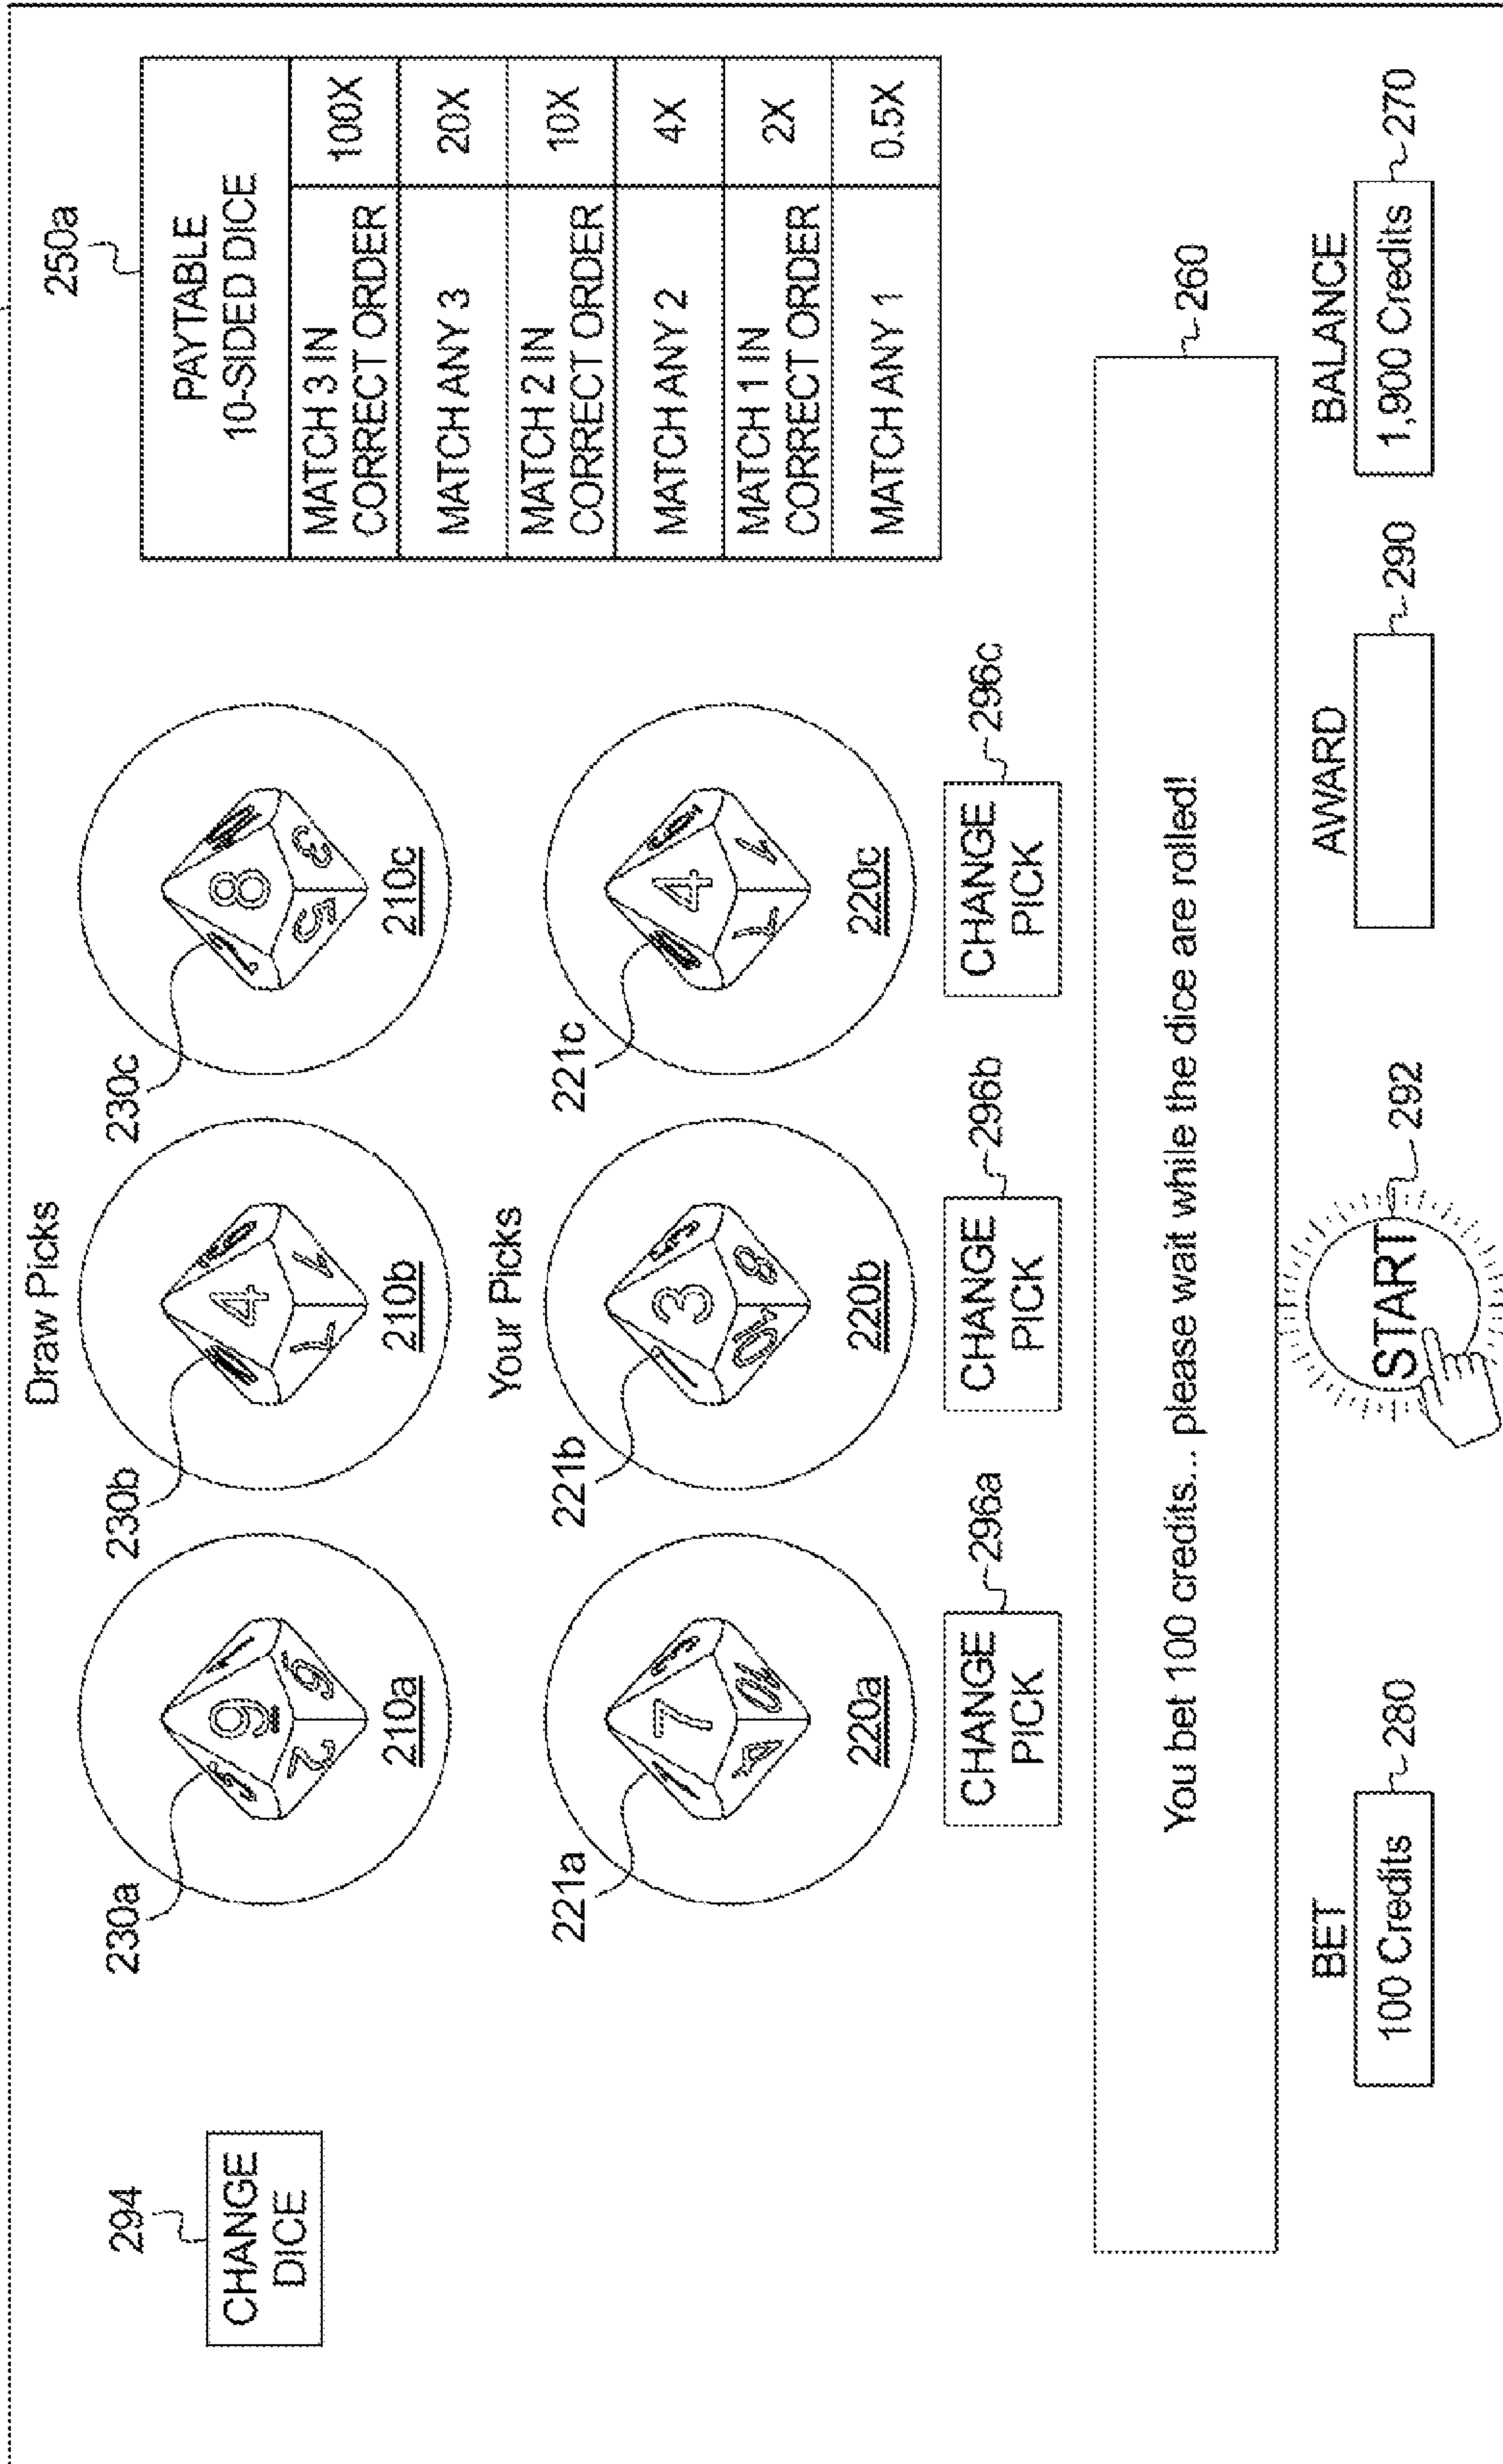 294
CHANGE
DICE
Draw Picks
230a
230b
230c
9
4
8
210a
210b
210c
Your Picks
221a
221b
221c
7
3
4
220a
220b
220c
CHANGE
PICK
296a
CHANGE
PICK
296b
CHANGE
PICK
296c
250a
PAYTABLE
10-SIDED DICE
MATCH 3 IN
CORRECT ORDER 100X
MATCH ANY 3 20X
MATCH 2 IN
CORRECT ORDER 10X
MATCH ANY 2 4X
MATCH 1 IN
CORRECT ORDER 2X
MATCH ANY 1 0.5X
You bet 100 credits... please wait while the dice are rolled!
260
BET
100 Credits
280
START
292
AWARD
290
BALANCE
1,900 Credits
270